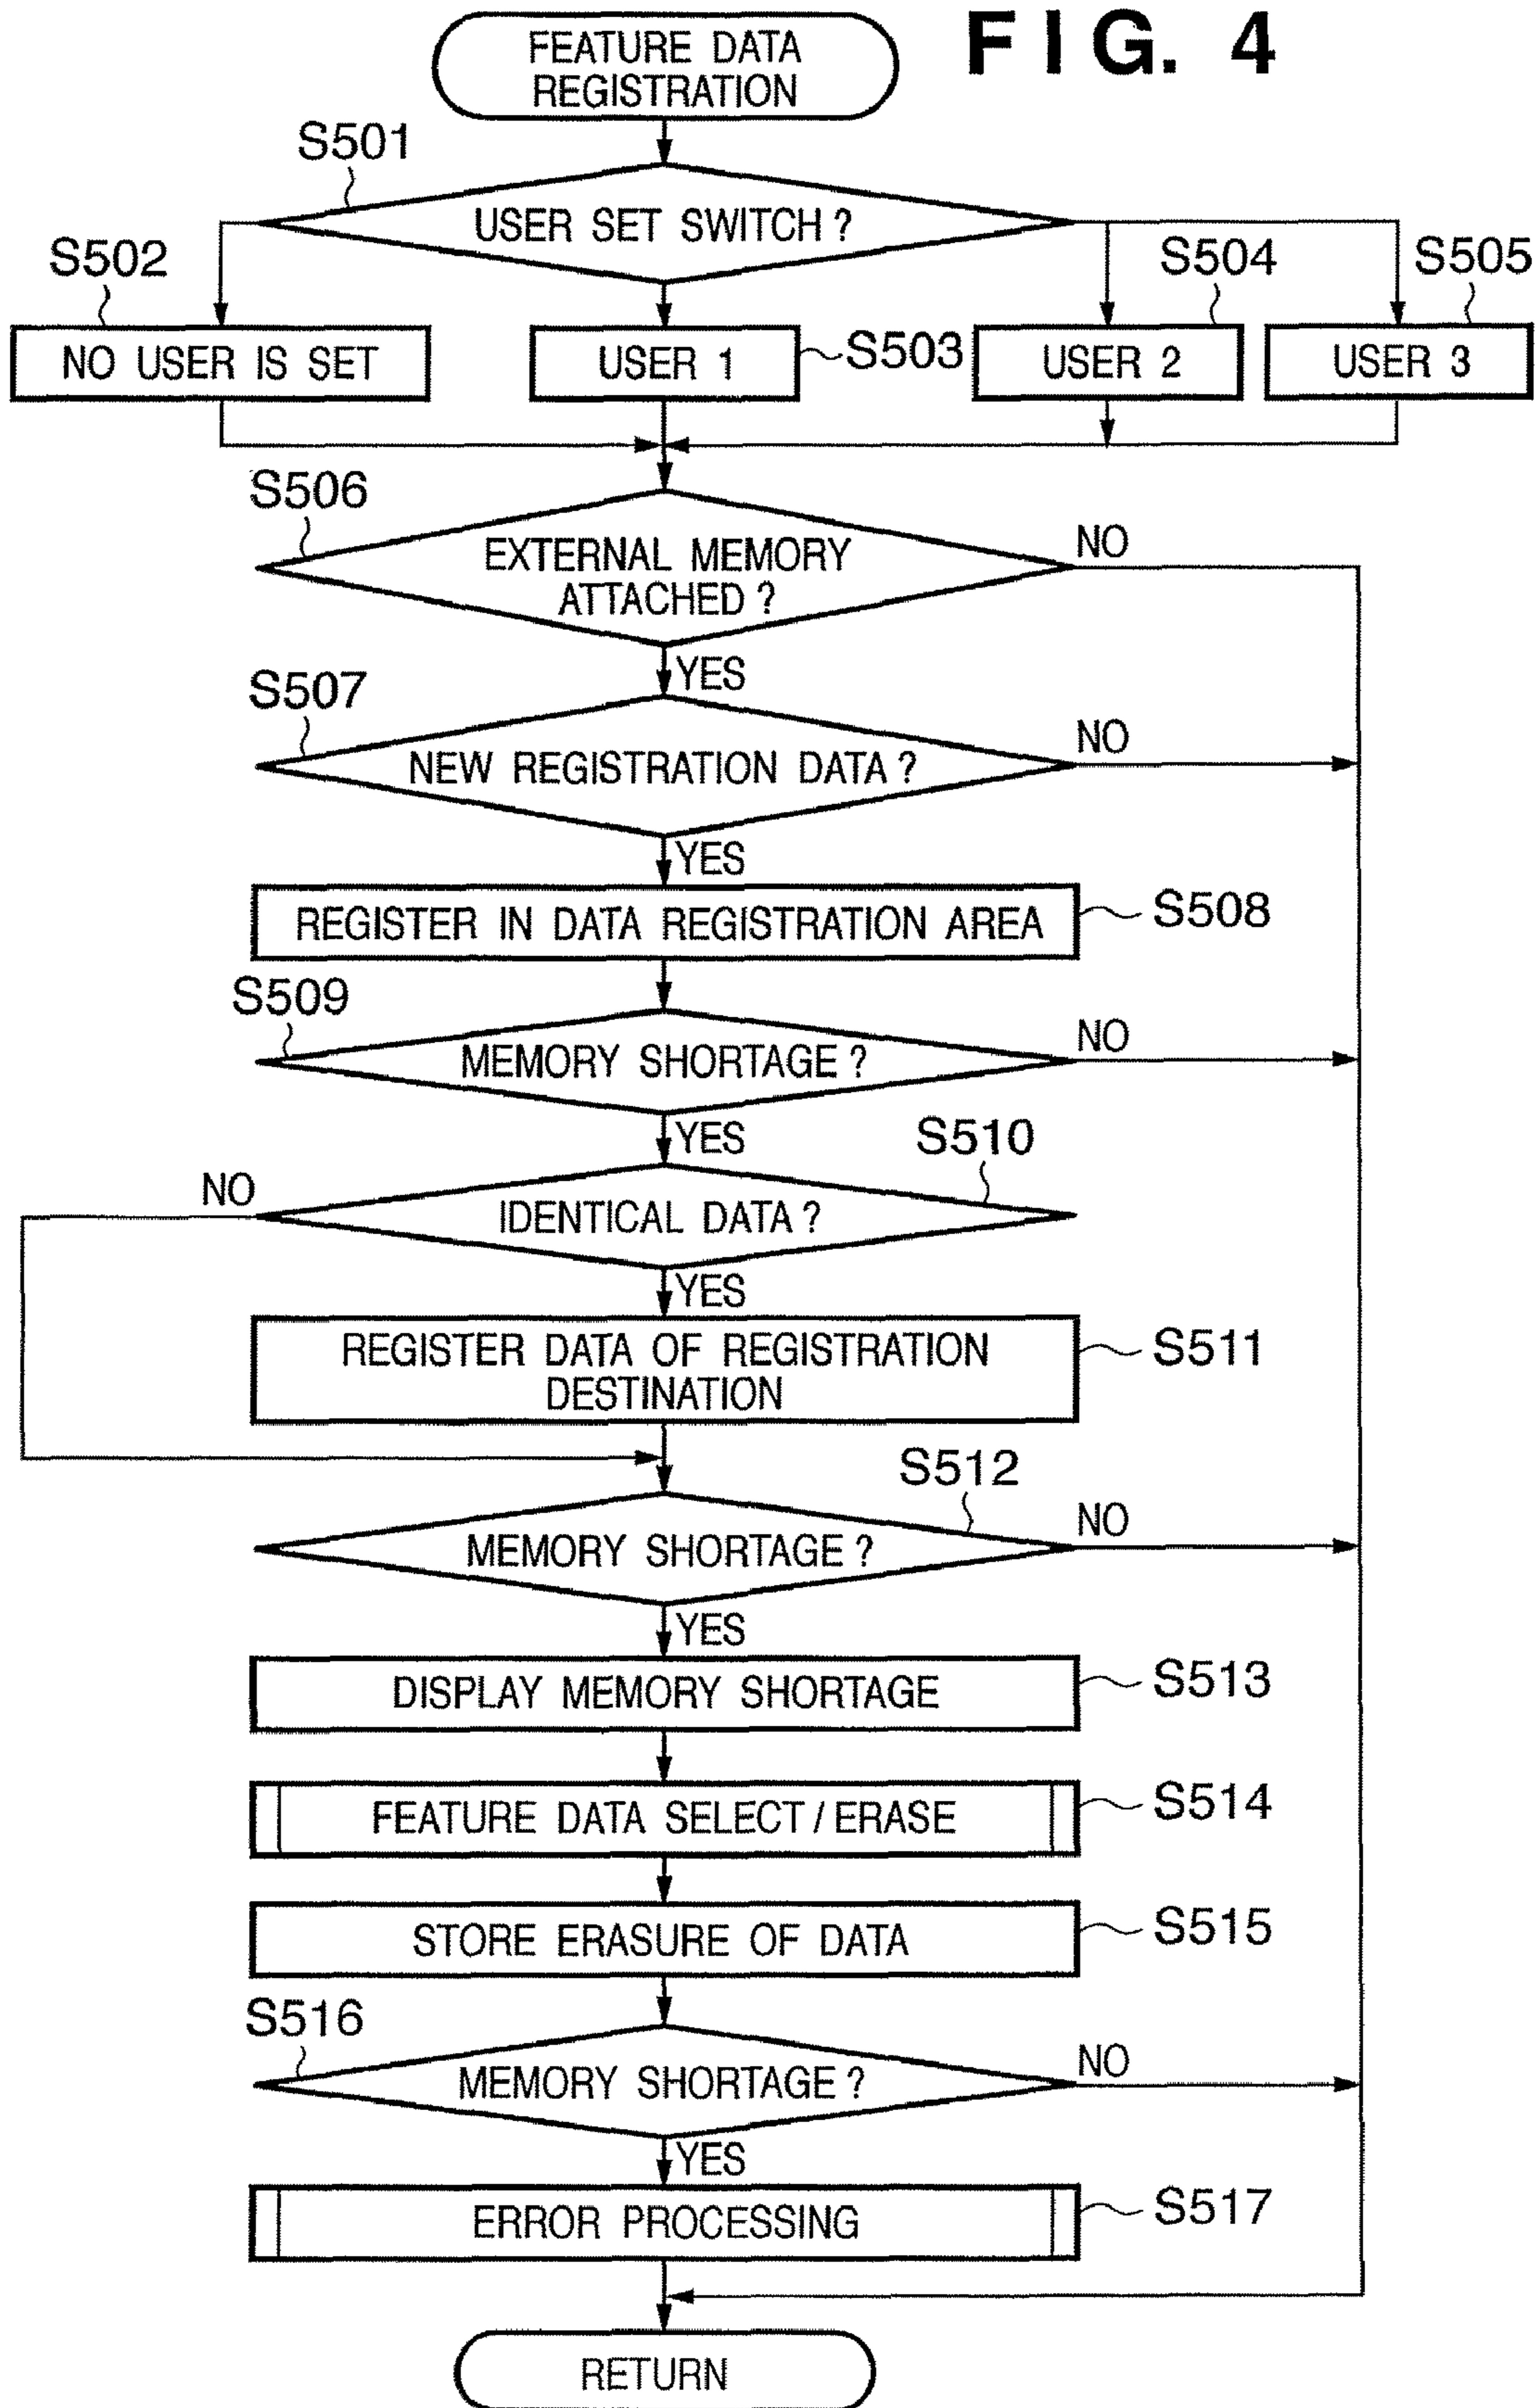 FIG. 4
FEATURE DATA
REGISTRATION
S501
USER SET SWITCH?
S502
S504
S505
NO USER IS SET
USER 1
S503
USER 2
USER 3
S506
EXTERNAL MEMORY
ATTACHED?
NO
YES
S507
NEW REGISTRATION DATA?
NO
YES
REGISTER IN DATA REGISTRATION AREA
S508
S509
MEMORY SHORTAGE?
NO
YES
S510
NO
IDENTICAL DATA?
YES
REGISTER DATA OF REGISTRATION
DESTINATION
S511
S512
MEMORY SHORTAGE?
NO
YES
DISPLAY MEMORY SHORTAGE
S513
FEATURE DATA SELECT / ERASE
S514
STORE ERASURE OF DATA
S515
S516
MEMORY SHORTAGE?
NO
YES
ERROR PROCESSING
S517
RETURN